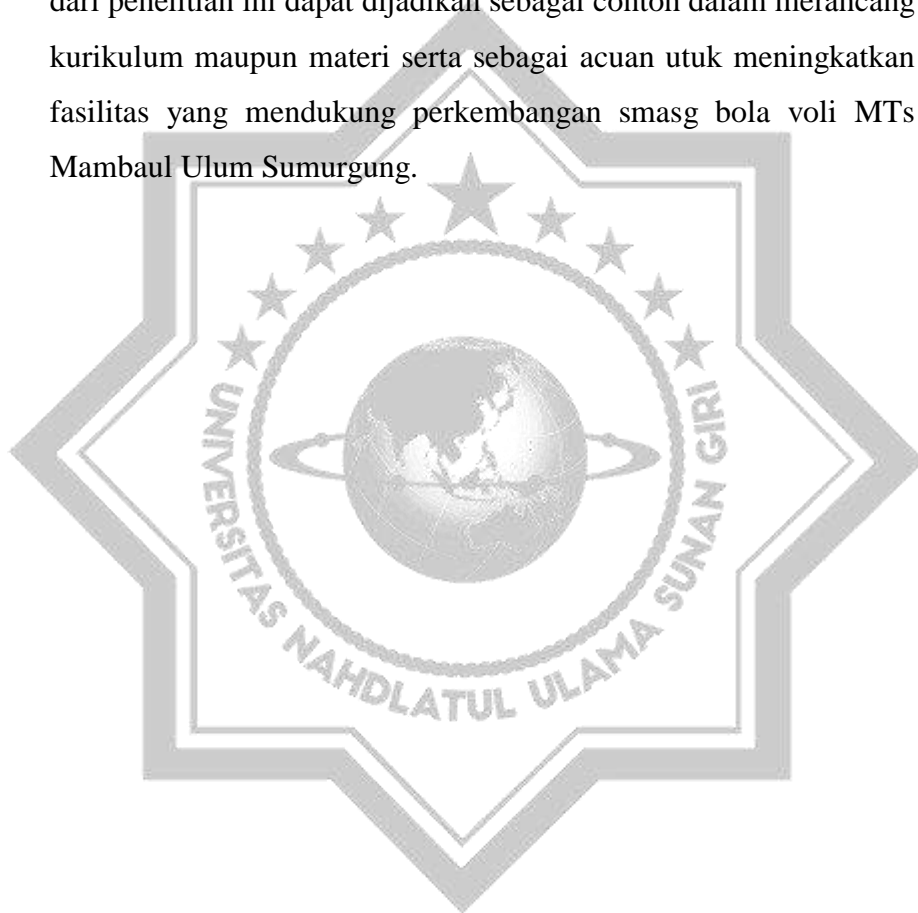 dari penelitian ini dapat dijadikan sebagai contoh dalam merancang
kurikulum maupun materi serta sebagai acuan utuk meningkatkan
fasilitas yang mendukung perkembangan smasg bola voli MTs
Mambaul Ulum Sumurgung.
UNIVERSITAS NAHDLATUL ULAMA SUNAN GIRI